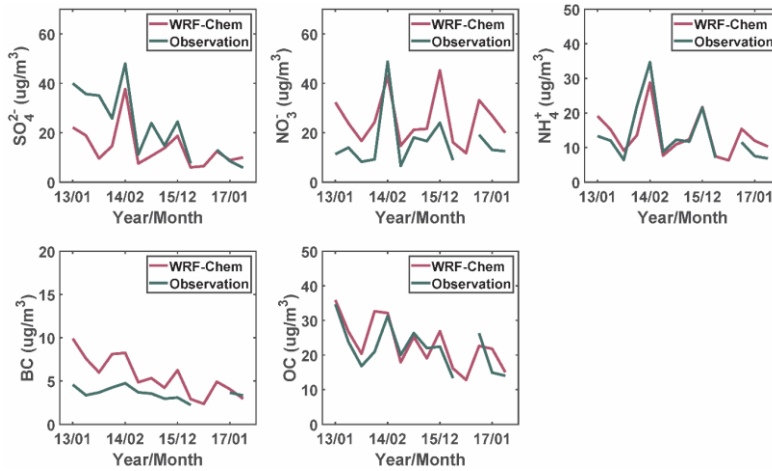 WRF-Chem
Observation
SO₄²⁻ (ug/m³)
70
60
50
40
30
20
10
0
13/01 14/02 15/12 17/01
Year/Month
WRF-Chem
Observation
NO₃⁻ (ug/m³)
60
40
20
0
13/01 14/02 15/12 17/01
Year/Month
WRF-Chem
Observation
NH₄⁺ (ug/m³)
50
40
30
20
10
0
13/01 14/02 15/12 17/01
Year/Month
WRF-Chem
Observation
BC (ug/m³)
20
15
10
5
0
13/01 14/02 15/12 17/01
Year/Month
WRF-Chem
Observation
OC (ug/m³)
50
40
30
20
10
0
13/01 14/02 15/12 17/01
Year/Month